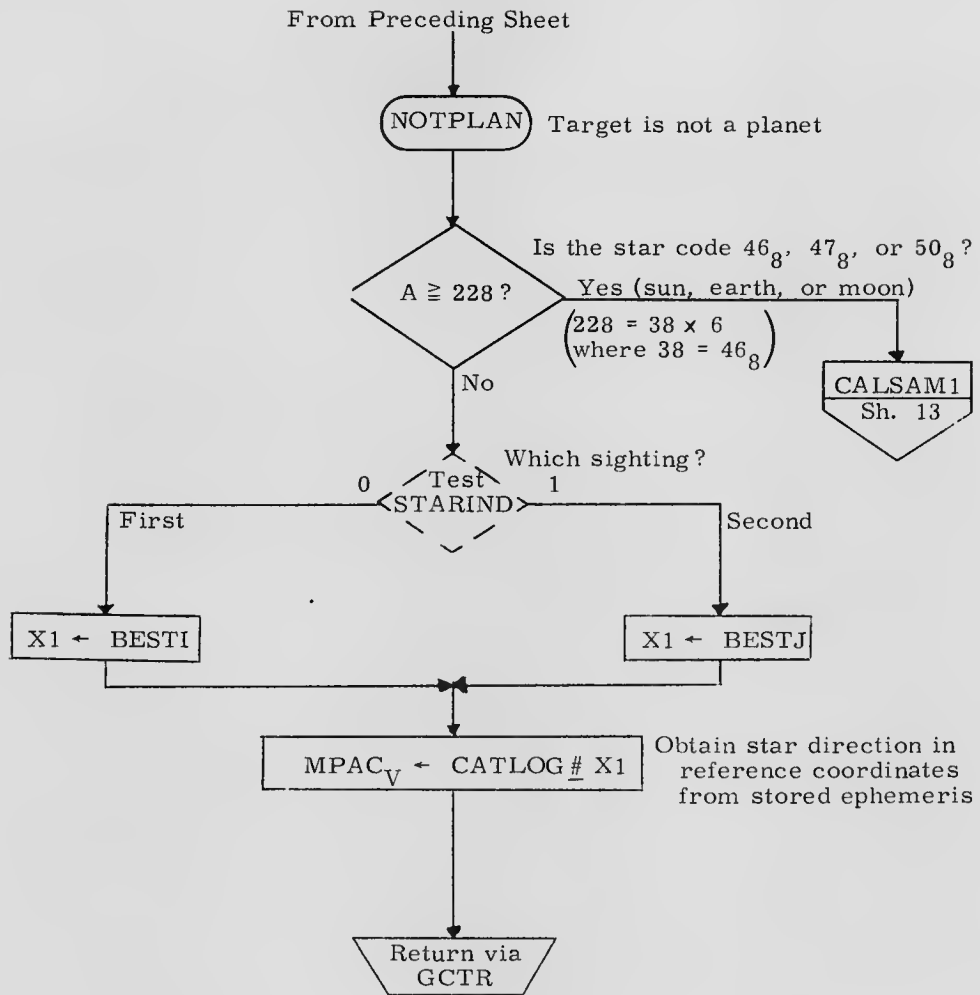 From Preceding Sheet
NOTPLAN
Target is not a planet
Is the star code 46₈, 47₈, or 50₈?
A ≧ 228 ?
Yes (sun, earth, or moon)
(228 = 38 x 6
where 38 = 46₈)
CALSAM1
Sh. 13
No
Which sighting?
0
Test
STARIND
1
First
Second
X1 ← BESTI
X1 ← BESTJ
MPAC_V ← CATLOG # X1
Obtain star direction in
reference coordinates
from stored ephemeris
Return via
GCTR